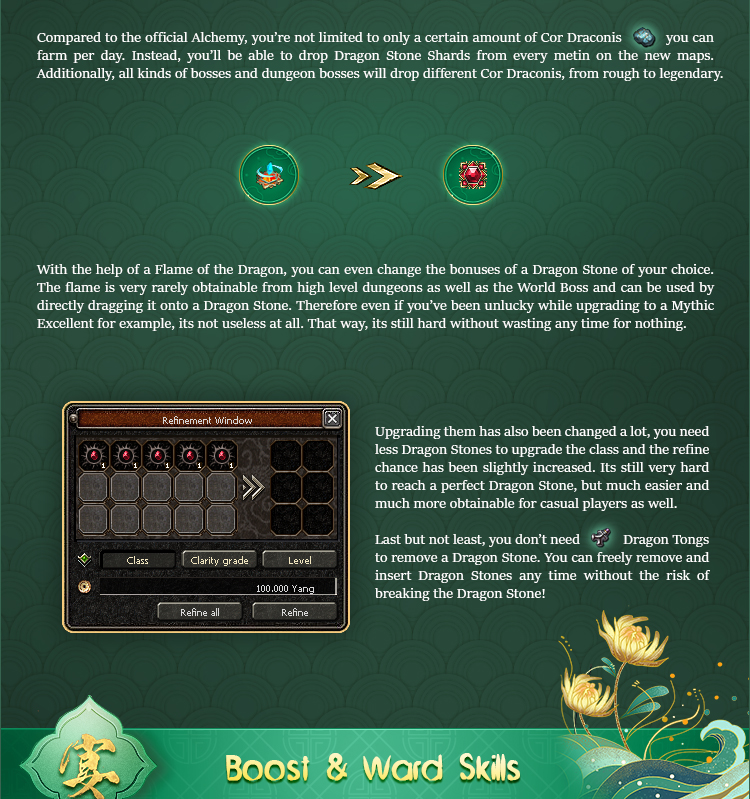 Compared to the official Alchemy, you're not limited to only a certain amount of Cor Draconis you can
farm per day. Instead, you'll be able to drop Dragon Stone Shards from every metin on the new maps.
Additionally, all kinds of bosses and dungeon bosses will drop different Cor Draconis, from rough to legendary.
With the help of a Flame of the Dragon, you can even change the bonuses of a Dragon Stone of your choice.
The flame is very rarely obtainable from high level dungeons as well as the World Boss and can be used by
directly dragging it onto a Dragon Stone. Therefore even if you've been unlucky while upgrading to a Mythic
Excellent for example, its not useless at all. That way, its still hard without wasting any time for nothing.
Refinement Window
1 1 1 1 1
Class Clarity grade Level
100.000 Yang
Refine all Refine
Upgrading them has also been changed a lot, you need
less Dragon Stones to upgrade the class and the refine
chance has been slightly increased. Its still very hard
to reach a perfect Dragon Stone, but much easier and
much more obtainable for casual players as well.
Last but not least, you don't need Dragon Tongs
to remove a Dragon Stone. You can freely remove and
insert Dragon Stones any time without the risk of
breaking the Dragon Stone!
宴
Boost & Ward Skills